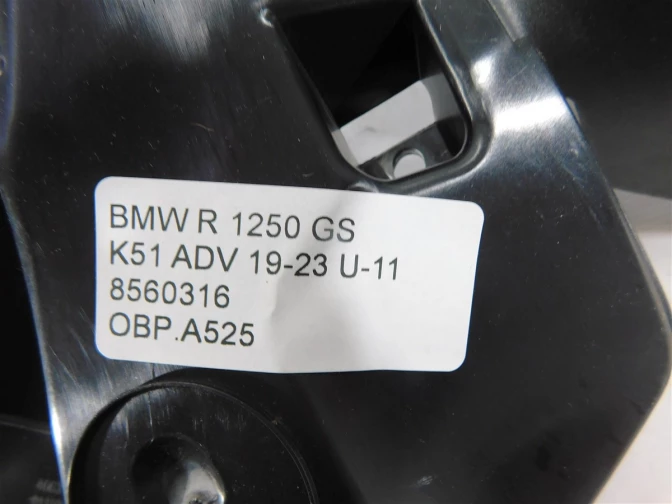 BMW R 1250 GS
K51 ADV 19-23 U-11
8560316
OBP.A525